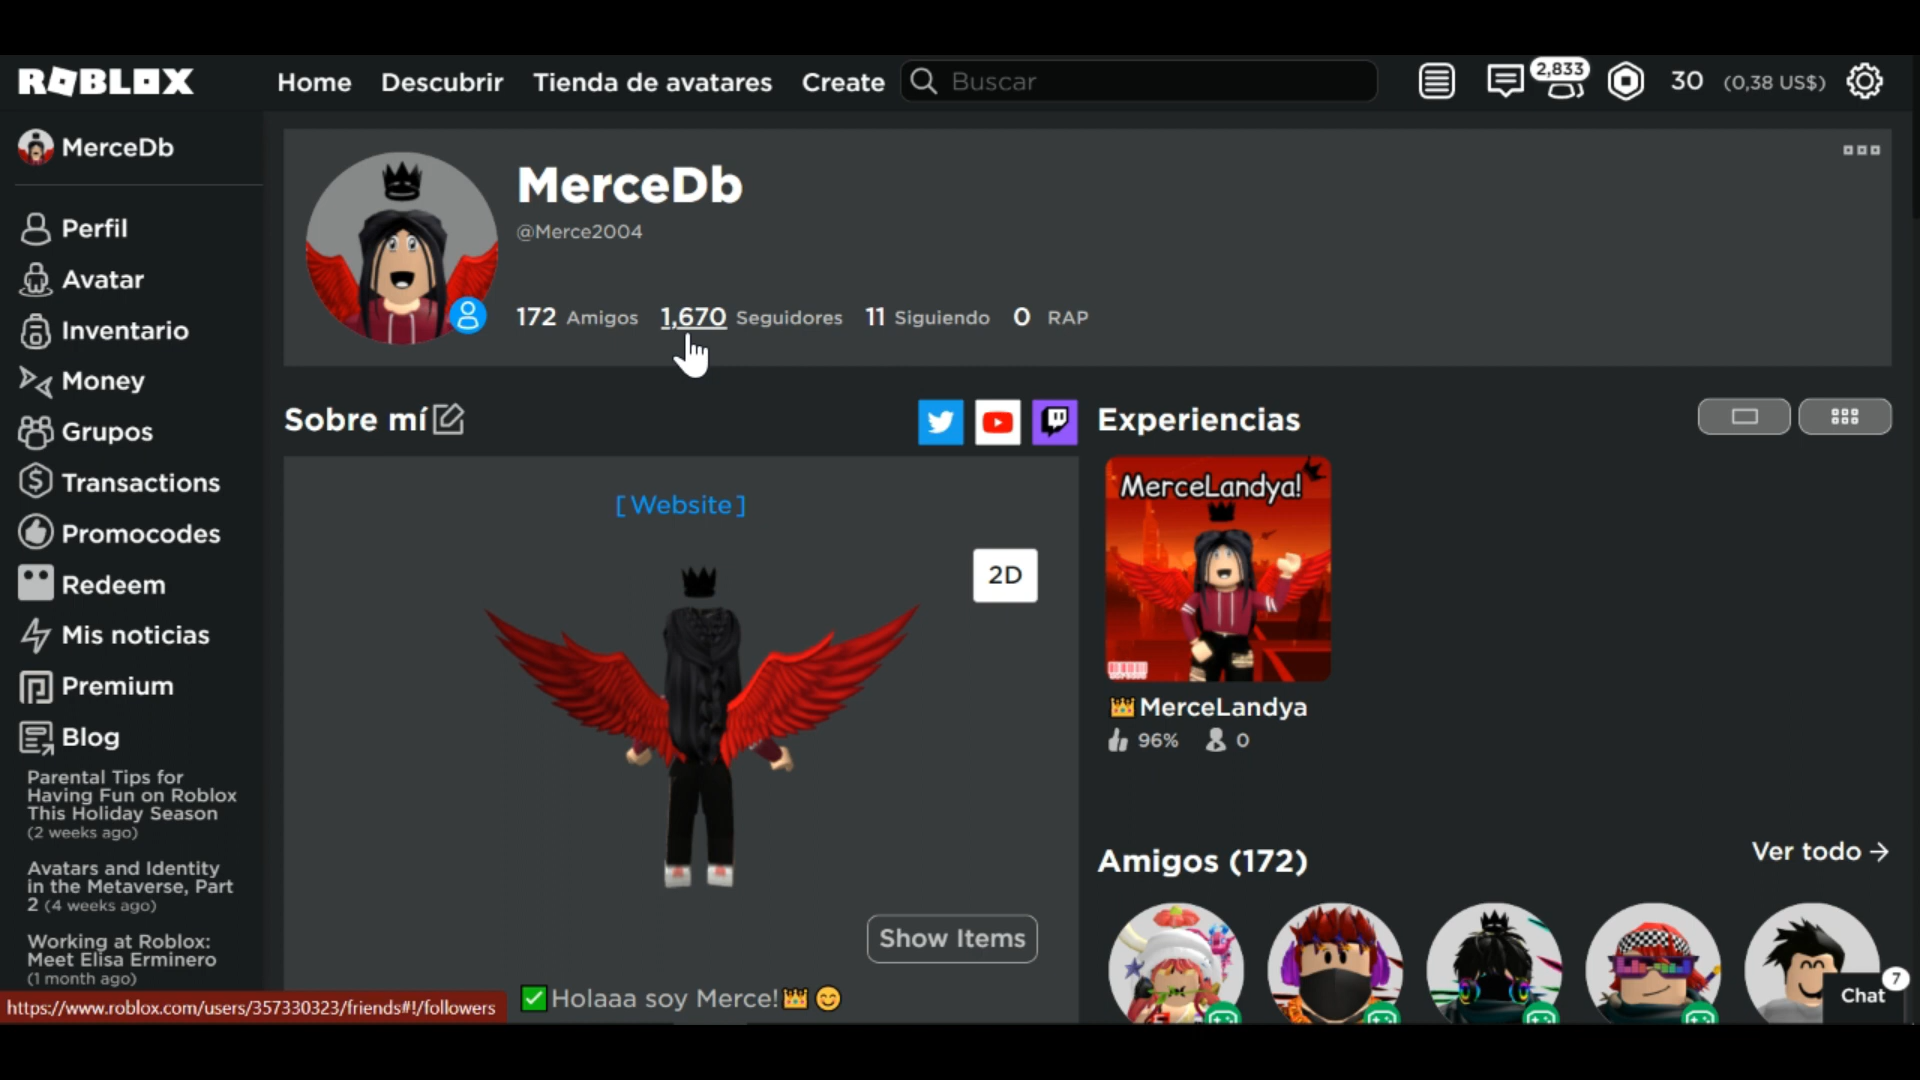 ROBLOX
Home
Descubrir
Tienda de avatares
Create
Buscar
2,833
30
(0,38 US$)
MerceDb
Perfil
Avatar
Inventario
Money
Grupos
Transactions
Promocodes
Redeem
Mis noticias
Premium
Blog
Parental Tips for
Having Fun on Roblox
This Holiday Season
(2 weeks ago)
Avatars and Identity
in the Metaverse, Part
2 (4 weeks ago)
Working at Roblox:
Meet Elisa Erminero
(1 month ago)
https://www.roblox.com/users/357330323/friends#!/followers
MerceDb
@Merce2004
172 Amigos 1,670 Seguidores 11 Siguiendo 0 RAP
Sobre mí
[ Website ]
2D
Show Items
✅Holaaa soy Merce!👑 😊
Experiencias
MerceLandya!
👑MerceLandya
96% 0
Amigos (172)
Ver todo →
Chat
7